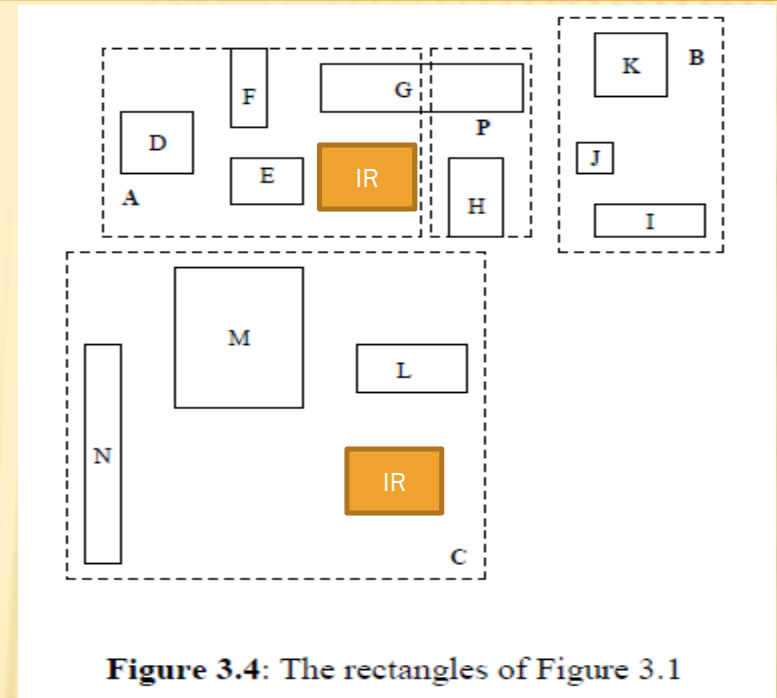 K B
F G
P
D J
E IR
A H I
M
L
N
IR
C
Figure 3.4: The rectangles of Figure 3.1